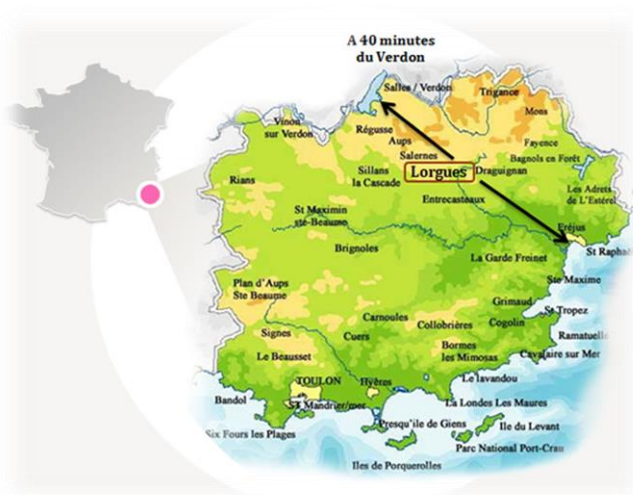 A 40 minutes
du Verdon
Salles / Verdon
Trigance
Mons
Vinon
sur Verdon
Régusse
Aups
Fayence
Salernes
Bagnols en Forêt
Rians
Sillans
la Cascade
Lorgues
Draguignan
Les Adrets
de L'Estérel
Entrecasteaux
St Maximin
ste-Beaume
Fréjus
Brignoles
St Rapha
La Garde Freinet
Ste Maxime
Plan d'Aups
Ste Beaume
Grimaud
St Tropez
Carnoules
Collobrières
Cogolin
Signes
Cuers
Ramatuelle
Bormes
les Mimosas
Le Beausset
Cavalaire sur Mer
TOULON
Hyères
Le lavandou
Bandol
St Mandrier/mer
La Londes Les Maures
Presqu'ile de Giens
Ile du Levant
Six Fours les Plages
Parc National Port-Cran
Iles de Porquerolles